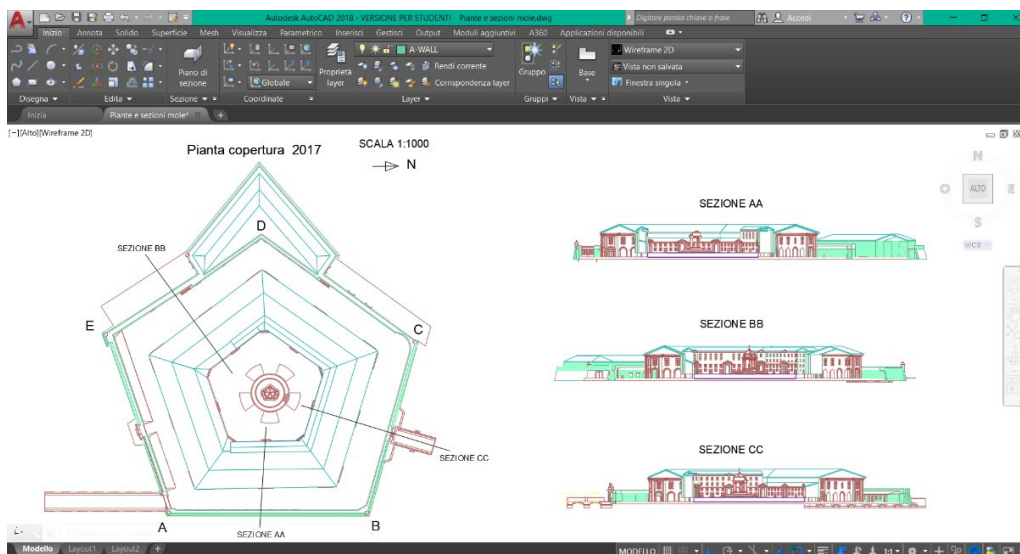 Autodesk AutoCAD 2018 - VERSIONE PER STUDENTI Piante e sezioni mole.dwg
Digitare parola chiave o frase
Accedi
Inizio Annota Solido Superficie Mesh Visualizza Parametrico Inserisci Gestisci Output Moduli aggiuntivi A360 Applicazioni disponibili
Piano di
sezione
Globale
Proprietà
layer
A-WALL
Rendi corrente
Corrispondenza layer
Gruppo
Base
Wireframe 2D
Vista non salvata
Finestra singola
Disegna
Edita
Sezione
Coordinate
Layer
Gruppi
Vista
Vista
Inizia
Piante e sezioni mole*
[−][Alto][Wireframe 2D]
Pianta copertura 2017
SCALA 1:1000
N
D
SEZIONE BB
E
C
SEZIONE CC
A
B
SEZIONE AA
SEZIONE AA
SEZIONE BB
SEZIONE CC
N
O
ALTO
E
S
WCS
Modello Layout1 Layout2 +
MODELLO
1:1